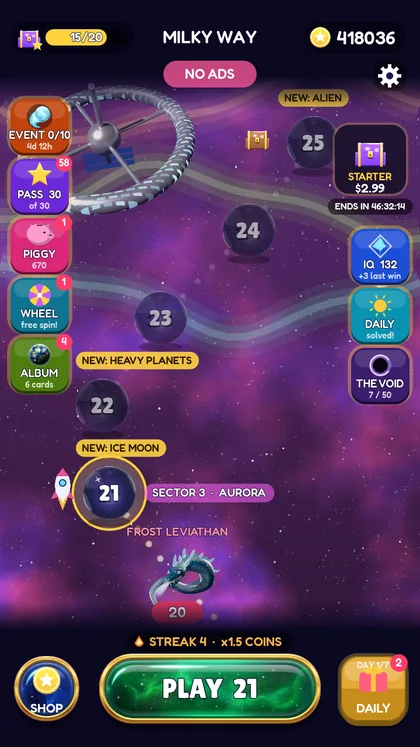 15/20
MILKY WAY
418036
NO ADS
NEW: ALIEN
EVENT 0/10
4d 12h
25
STARTER
$2.99
ENDS IN 46:32:14
58
PASS 30
of 30
24
1
PIGGY
670
IQ 132
+3 last win
1
WHEEL
free spin!
23
DAILY
solved!
4
ALBUM
6 cards
NEW: HEAVY PLANETS
THE VOID
7 / 50
22
NEW: ICE MOON
21
SECTOR 3 · AURORA
FROST LEVIATHAN
20
STREAK 4 · x1.5 COINS
SHOP
PLAY 21
DAY 1/7
2
DAILY